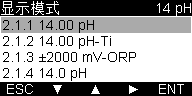 显示模式 14 pH
2.1.1 14.00 pH
2.1.2 14.00 pH-Ti
2.1.3 ±2000 mV-ORP
2.1.4 14.0 pH
ESC ▼ ▲ ► ENT